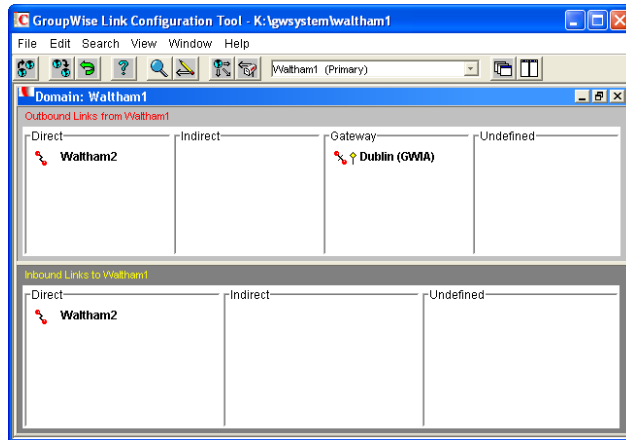 GroupWise Link Configuration Tool - K:\gwsystem\waltham1
File Edit Search View Window Help
Waltham1 (Primary)
Domain: Waltham1
Outbound Links from Waltham1
Direct Indirect Gateway Undefined
Waltham2 Dublin (GWIA)
Inbound Links to Waltham1
Direct Indirect Undefined
Waltham2